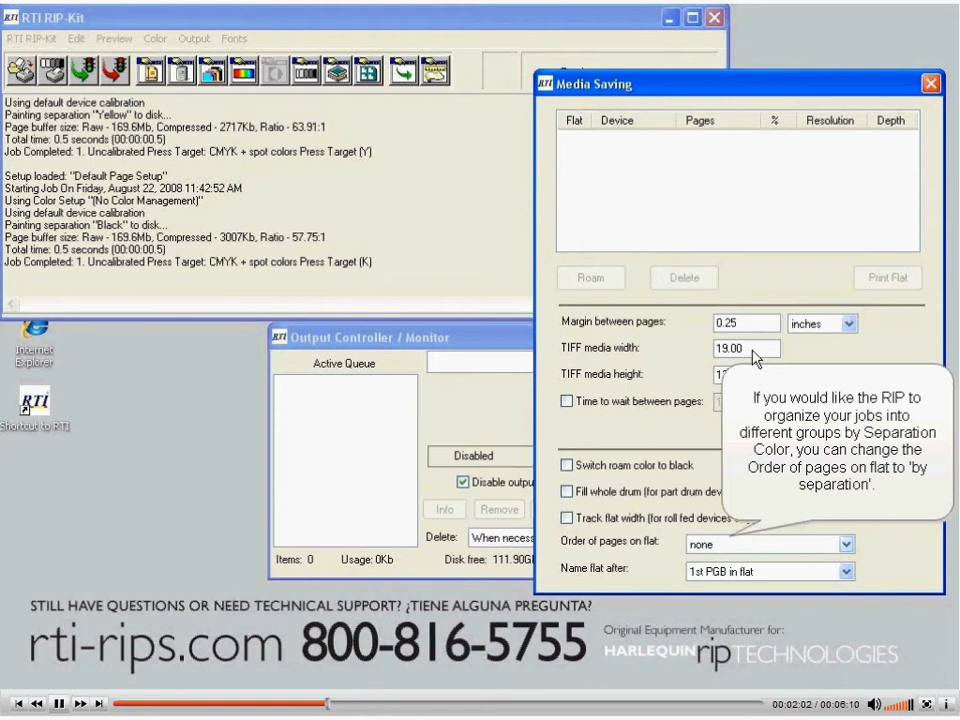 RTI RTI RIP-Kit
RTI RIP-Kit Edit Preview Color Output Fonts
Using default device calibration
Painting separation "Yellow" to disk...
Page buffer size: Raw - 169.6Mb, Compressed - 2717Kb, Ratio - 63.91:1
Total time: 0.5 seconds (00:00:00.5)
Job Completed: 1. Uncalibrated Press Target: CMYK + spot colors Press Target (Y)
Setup loaded: "Default Page Setup"
Starting Job On Friday, August 22, 2008 11:42:52 AM
Using Color Setup "(No Color Management)"
Using default device calibration
Painting separation "Black" to disk...
Page buffer size: Raw - 169.6Mb, Compressed - 3007Kb, Ratio - 57.75:1
Total time: 0.5 seconds (00:00:00.5)
Job Completed: 1. Uncalibrated Press Target: CMYK + spot colors Press Target (K)
Internet
Explorer
RTI
Shortcut to RTI
RTI Output Controller / Monitor
Active Queue
Disabled
Disable outpu
Info Remove
Delete: When necess
Items: 0 Usage: 0Kb Disk free: 111.90G
RTI Media Saving
Flat Device Pages % Resolution Depth
Roam Delete Print Flat
Margin between pages: 0.25 inches
TIFF media width: 19.00
TIFF media height:
Time to wait between pages:
Switch roam color to black
Fill whole drum (for part drum dev
Track flat width (for roll fed devices
Order of pages on flat: none
Name flat after: 1st PGB in flat
If you would like the RIP to
organize your jobs into
different groups by Separation
Color, you can change the
Order of pages on flat to 'by
separation'.
STILL HAVE QUESTIONS OR NEED TECHNICAL SUPPORT? ¿TIENE ALGUNA PREGUNTA?
rti-rips.com 800-816-5755
Original Equipment Manufacturer for:
HARLEQUIN ripTECHNOLOGIES
00:02:02 / 00:06:10